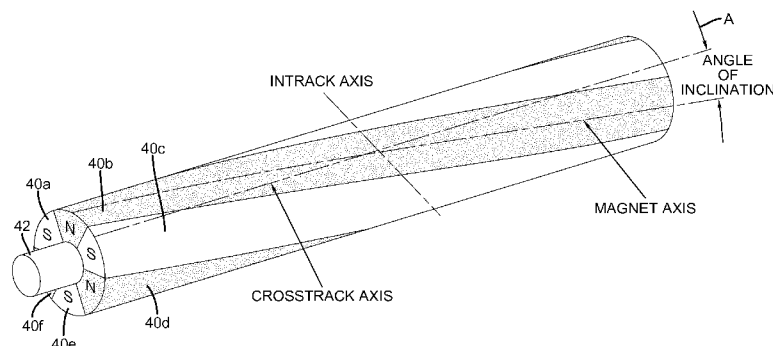 A
ANGLE
OF
INCLINATION
INTRACK AXIS
40c
40b
40a
42
N
S
S
N
S
MAGNET AXIS
CROSSTRACK AXIS
40d
40f
40e